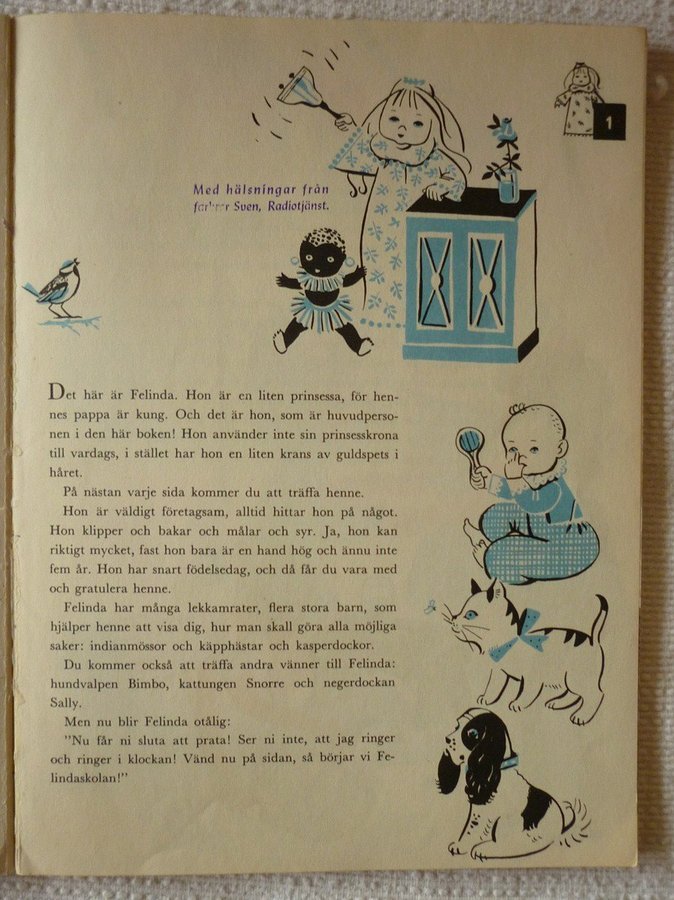 1
Med hälsningar från
farbror Sven, Radiotjänst.
Det här är Felinda. Hon är en liten prinsessa, för hen-
nes pappa är kung. Och det är hon, som är huvudperso-
nen i den här boken! Hon använder inte sin prinsesskrona
till vardags, i stället har hon en liten krans av guldspets i
håret.
På nästan varje sida kommer du att träffa henne.
Hon är väldigt företagsam, alltid hittar hon på något.
Hon klipper och bakar och målar och syr. Ja, hon kan
riktigt mycket, fast hon bara är en hand hög och ännu inte
fem år. Hon har snart födelsedag, och då får du vara med
och gratulera henne.
Felinda har många lekkamrater, flera stora barn, som
hjälper henne att visa dig, hur man skall göra alla möjliga
saker: indianmössor och käpphästar och kasperdockor.
Du kommer också att träffa andra vänner till Felinda:
hundvalpen Bimbo, kattungen Snorre och negerdockan
Sally.
Men nu blir Felinda otålig:
”Nu får ni sluta att prata! Ser ni inte, att jag ringer
och ringer i klockan! Vänd nu på sidan, så börjar vi Fe-
lindaskolan!”